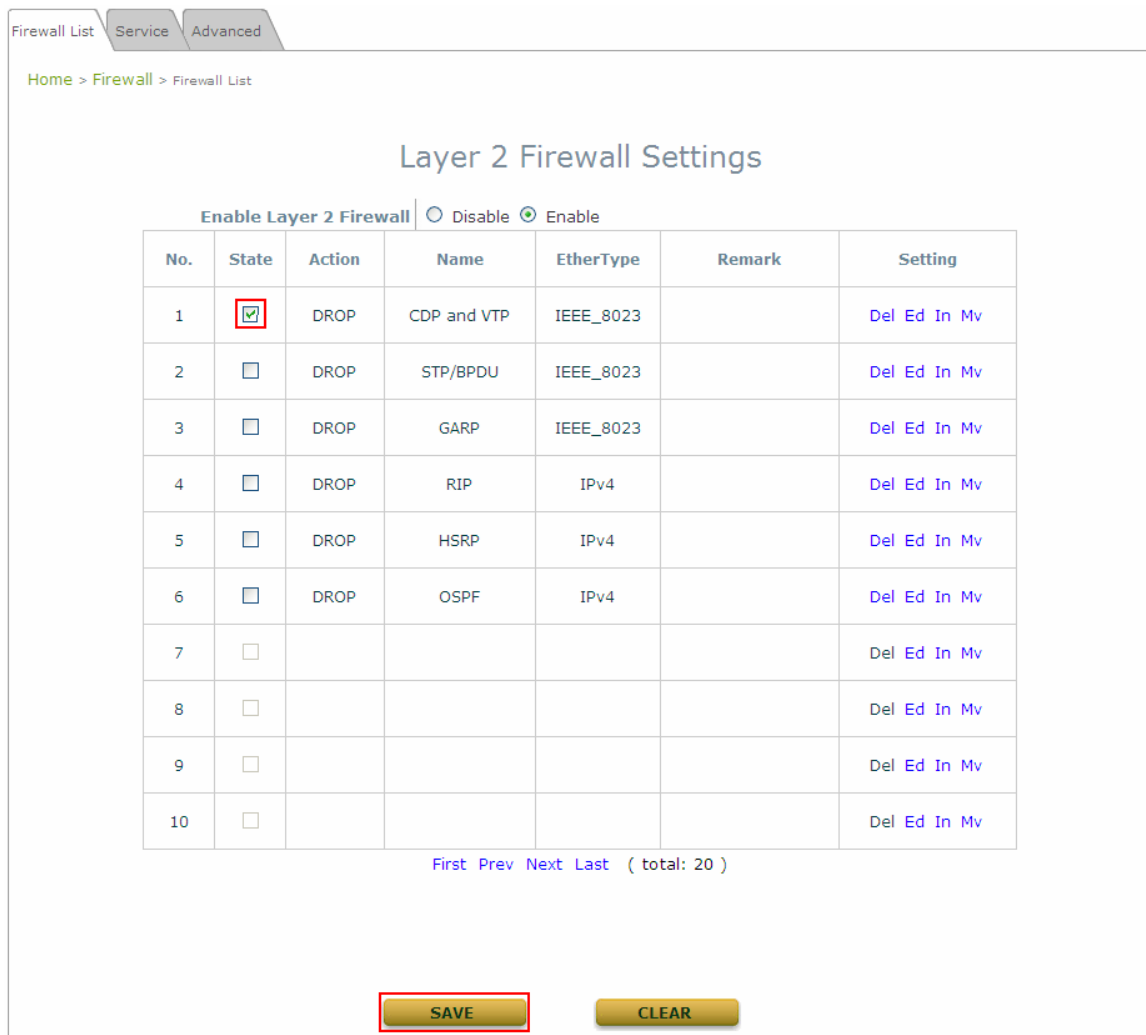 Firewall List Service Advanced
Home > Firewall > Firewall List
Layer 2 Firewall Settings
Enable Layer 2 Firewall Disable Enable
No. State Action Name EtherType Remark Setting
1 DROP CDP and VTP IEEE_8023 Del Ed In Mv
2 DROP STP/BPDU IEEE_8023 Del Ed In Mv
3 DROP GARP IEEE_8023 Del Ed In Mv
4 DROP RIP IPv4 Del Ed In Mv
5 DROP HSRP IPv4 Del Ed In Mv
6 DROP OSPF IPv4 Del Ed In Mv
7 Del Ed In Mv
8 Del Ed In Mv
9 Del Ed In Mv
10 Del Ed In Mv
First Prev Next Last ( total: 20 )
SAVE CLEAR